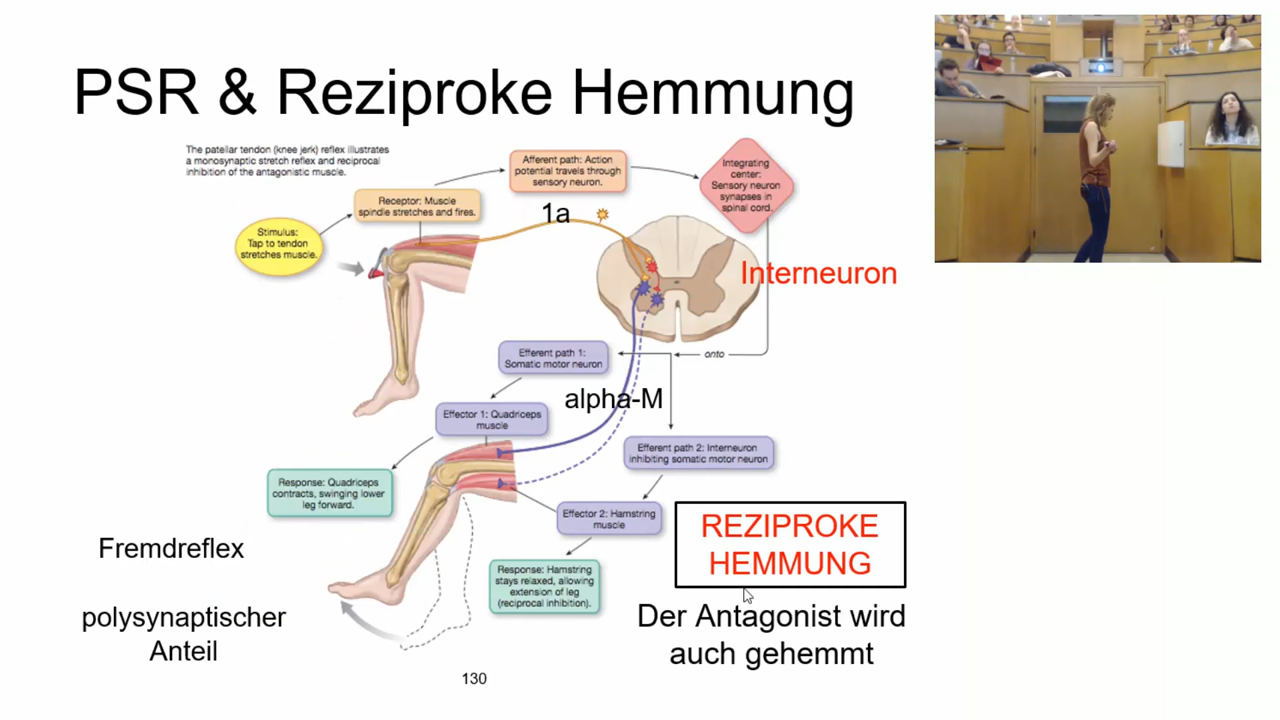 PSR & Reziproke Hemmung
The patellar tendon (knee jerk) reflex illustrates
a monosynaptic stretch reflex and reciprocal
inhibition of the antagonistic muscle.
Afferent path: Action
potential travels through
sensory neuron.
Integrating
center:
Sensory neuron
synapses in
spinal cord.
Receptor: Muscle
spindle stretches and fires.
1a
Stimulus:
Tap to tendon
stretches muscle.
Interneuron
Efferent path 1:
Somatic motor neuron
onto
alpha-M
Effector 1: Quadriceps
muscle
Efferent path 2: Interneuron
inhibiting somatic motor neuron
Response: Quadriceps
contracts, swinging lower
leg forward.
Effector 2: Hamstring
muscle
REZIPROKE
HEMMUNG
Fremdreflex
Response: Hamstring
stays relaxed, allowing
extension of leg
(reciprocal inhibition).
polysynaptischer
Anteil
Der Antagonist wird
auch gehemmt
130